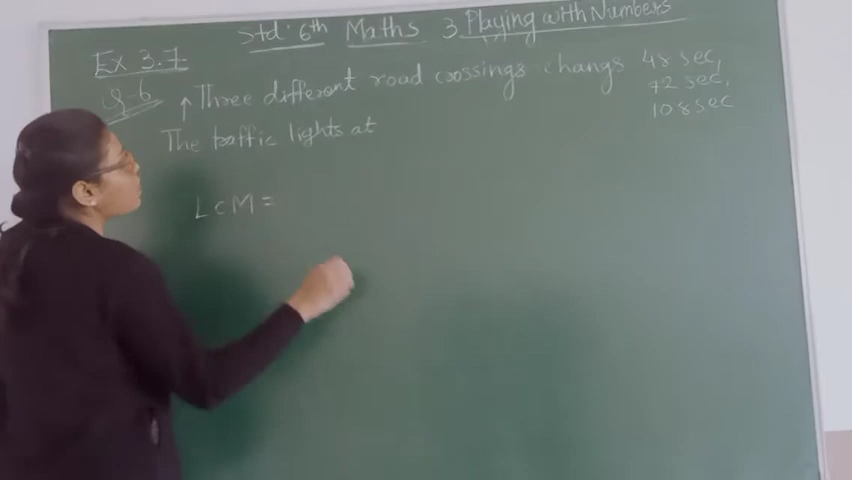 Std: 6th Maths 3 Playing with Numbers
Ex 3.7
Q-6
↑ Three different road crossings changs 48 sec,
72 sec,
108 sec
The traffic lights at
LCM =